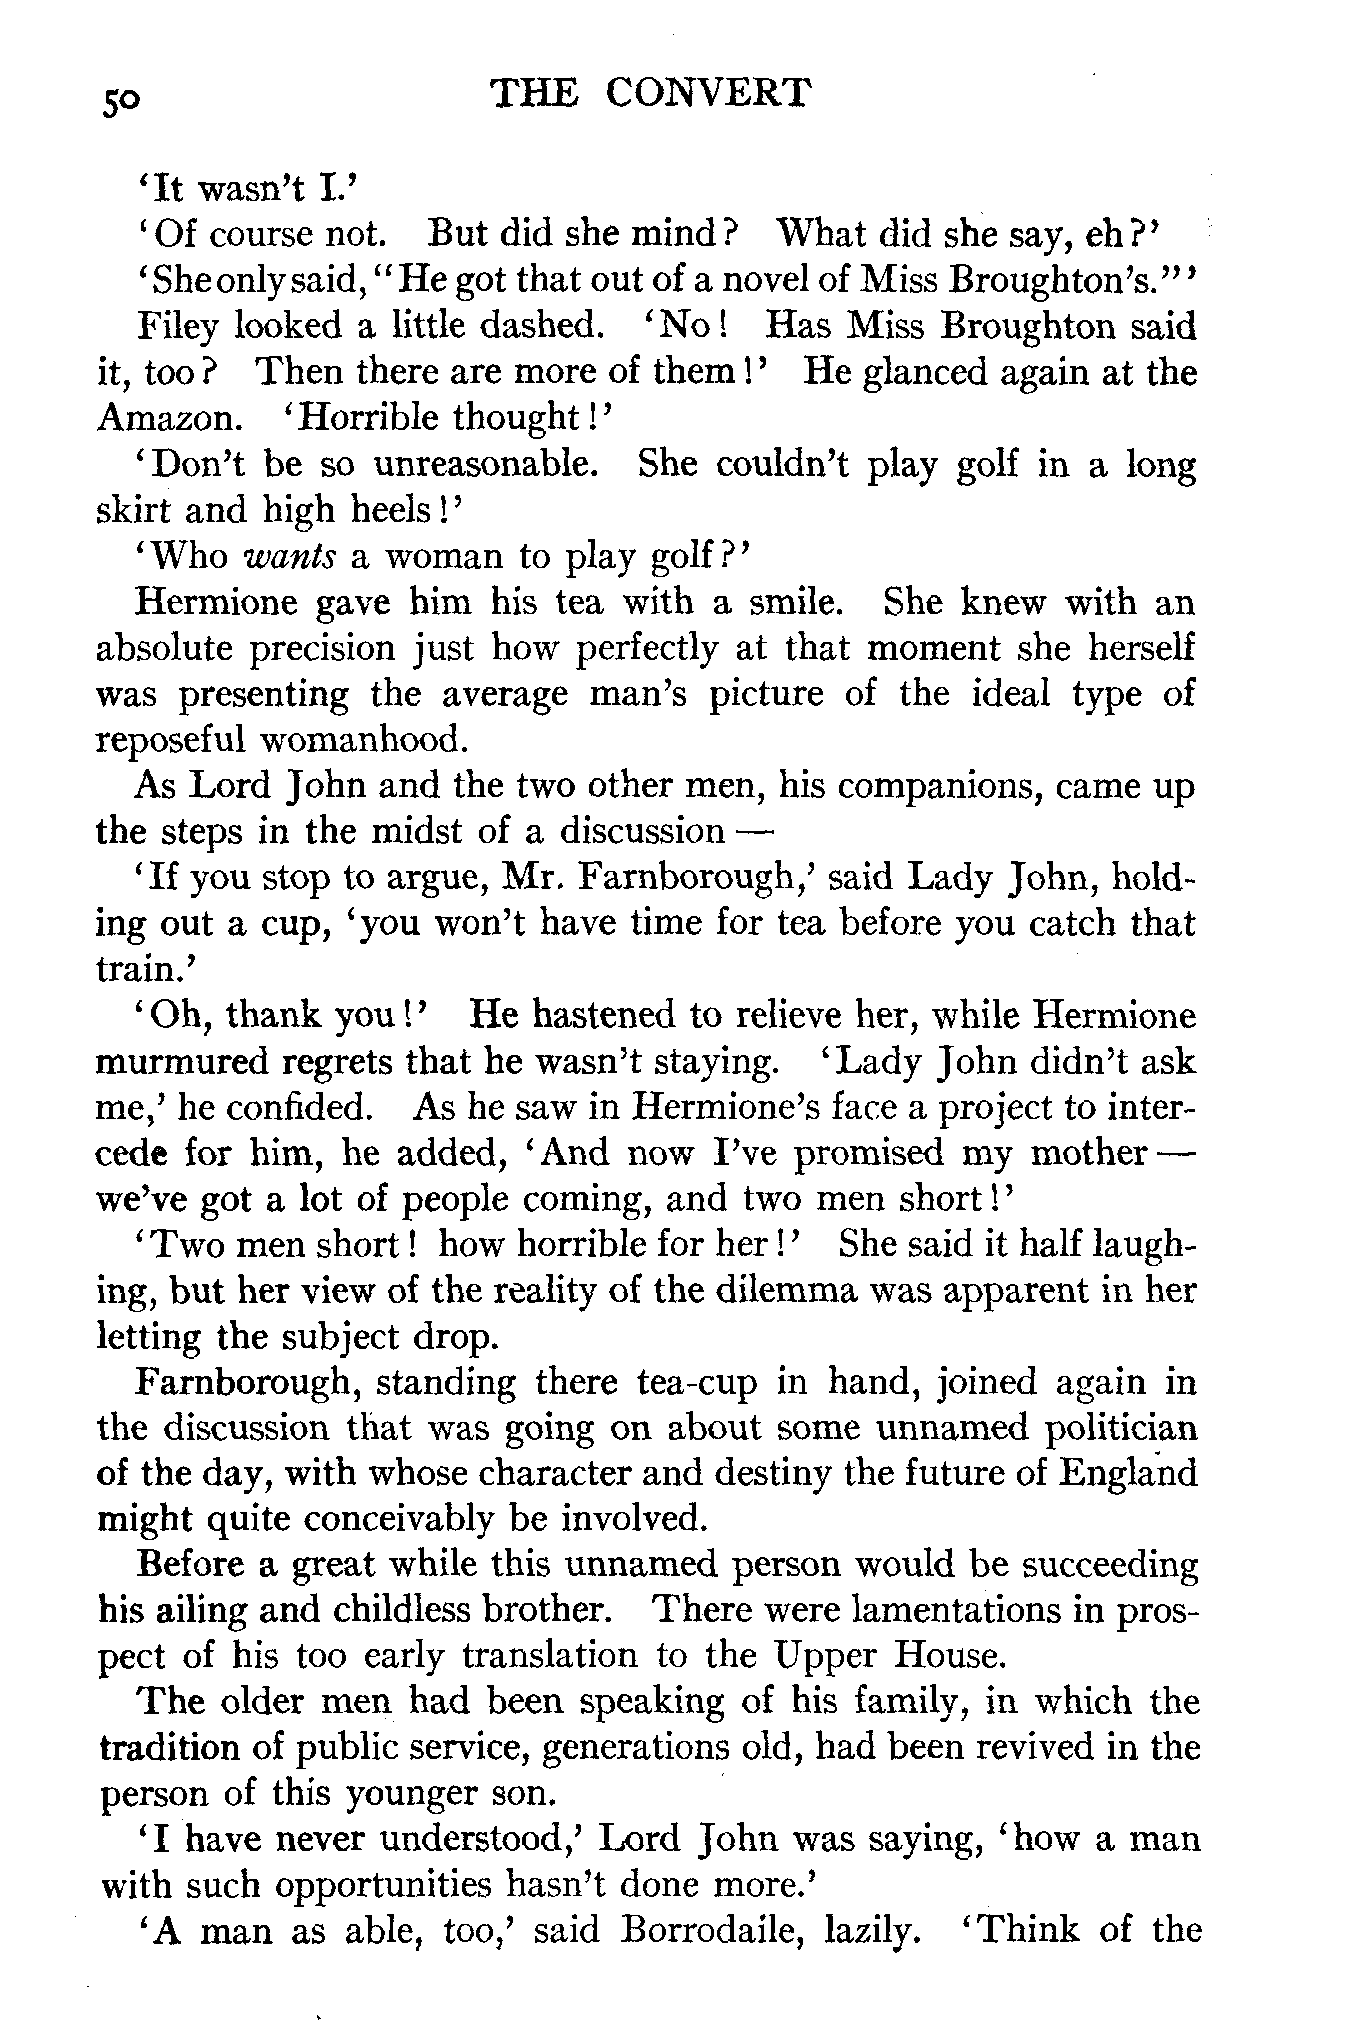 50 THE CONVERT
'It wasn't I.'
'Of course not. But did she mind? What did she say, eh?'
'She only said, "He got that out of a novel of Miss Broughton's."'
Filey looked a little dashed. 'No! Has Miss Broughton said
it, too? Then there are more of them!' He glanced again at the
Amazon. 'Horrible thought!'
'Don't be so unreasonable. She couldn't play golf in a long
skirt and high heels!'
'Who wants a woman to play golf?'
Hermione gave him his tea with a smile. She knew with an
absolute precision just how perfectly at that moment she herself
was presenting the average man's picture of the ideal type of
reposeful womanhood.
As Lord John and the two other men, his companions, came up
the steps in the midst of a discussion —
'If you stop to argue, Mr. Farnborough,' said Lady John, hold-
ing out a cup, 'you won't have time for tea before you catch that
train.'
'Oh, thank you!' He hastened to relieve her, while Hermione
murmured regrets that he wasn't staying. 'Lady John didn't ask
me,' he confided. As he saw in Hermione's face a project to inter-
cede for him, he added, 'And now I've promised my mother —
we've got a lot of people coming, and two men short!'
'Two men short! how horrible for her!' She said it half laugh-
ing, but her view of the reality of the dilemma was apparent in her
letting the subject drop.
Farnborough, standing there tea-cup in hand, joined again in
the discussion that was going on about some unnamed politician
of the day, with whose character and destiny the future of England
might quite conceivably be involved.
Before a great while this unnamed person would be succeeding
his ailing and childless brother. There were lamentations in pros-
pect of his too early translation to the Upper House.
The older men had been speaking of his family, in which the
tradition of public service, generations old, had been revived in the
person of this younger son.
'I have never understood,' Lord John was saying, 'how a man
with such opportunities hasn't done more.'
'A man as able, too,' said Borrodaile, lazily. 'Think of the